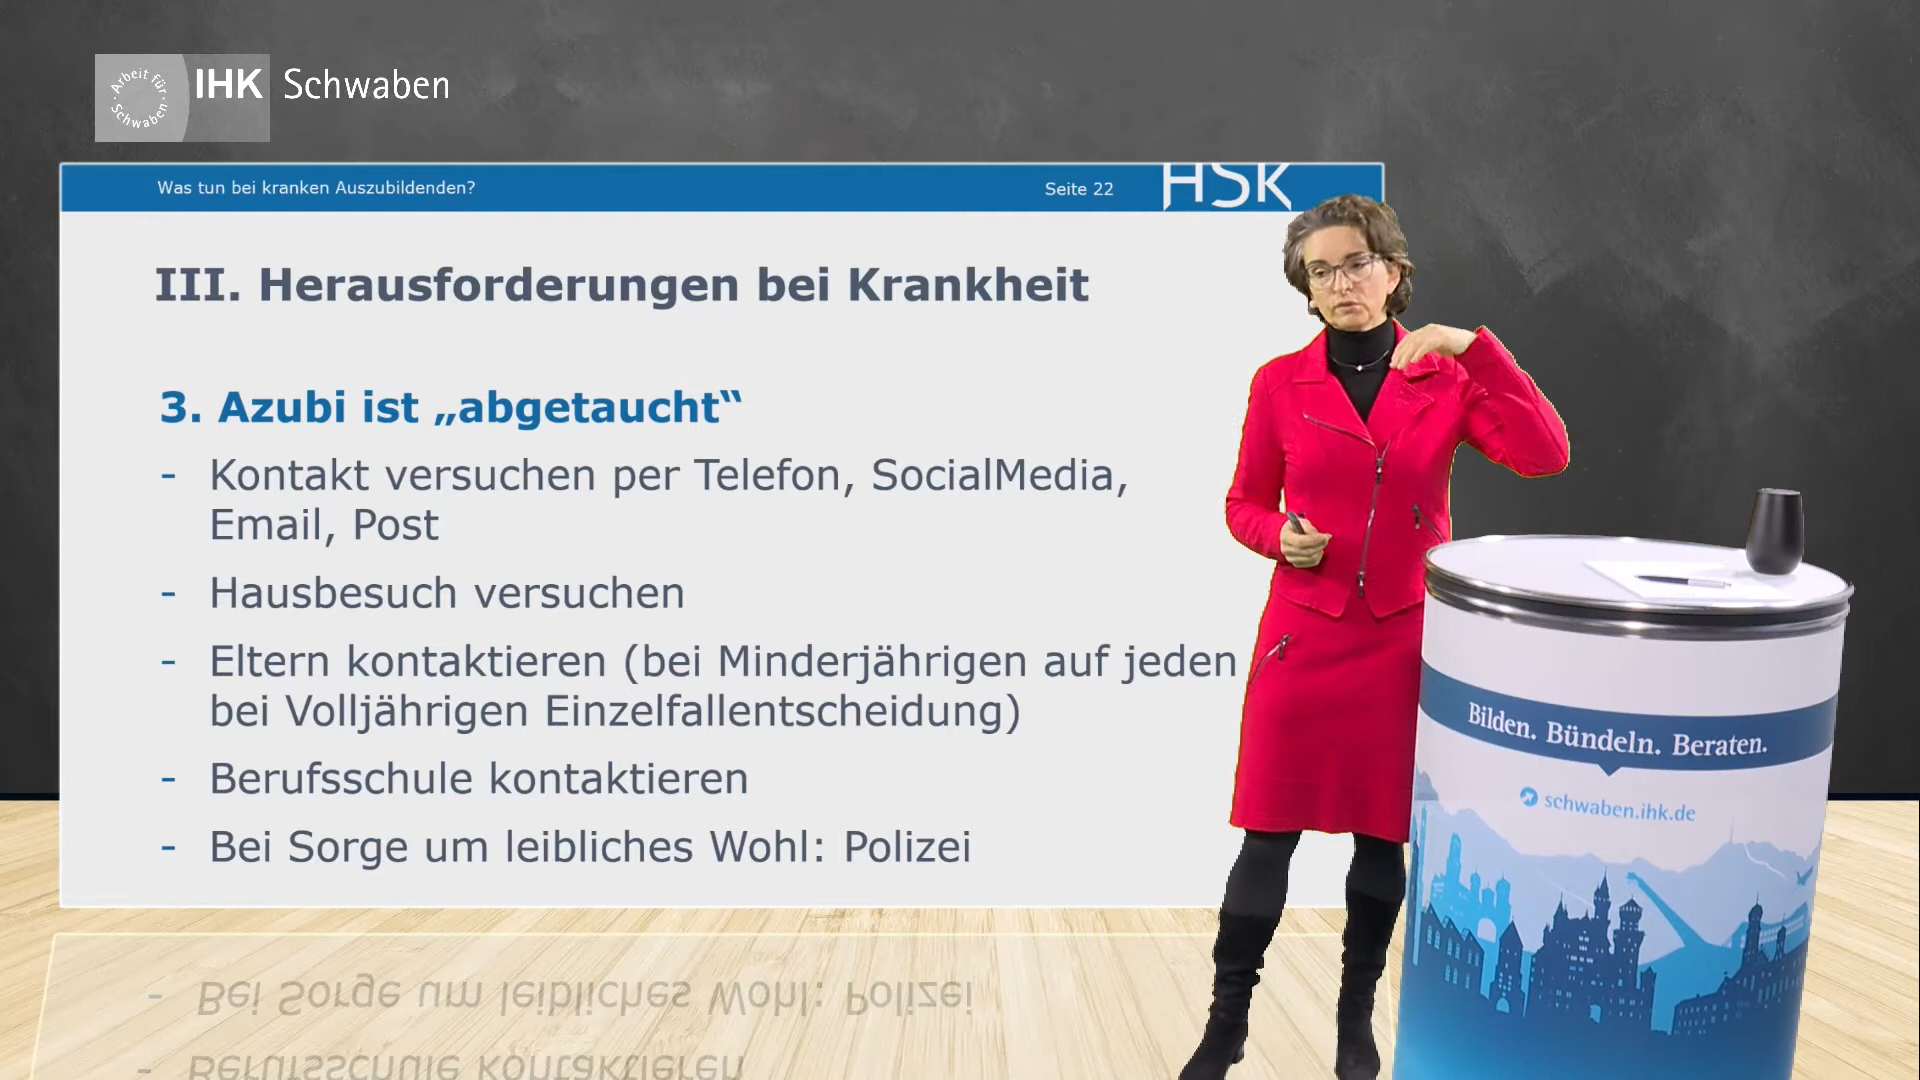 Arbeit für Schwaben
IHK Schwaben
Was tun bei kranken Auszubildenden?
Seite 22
HSK
III. Herausforderungen bei Krankheit
3. Azubi ist „abgetaucht“
- Kontakt versuchen per Telefon, SocialMedia,
Email, Post
- Hausbesuch versuchen
- Eltern kontaktieren (bei Minderjährigen auf jeden
bei Volljährigen Einzelfallentscheidung)
- Berufsschule kontaktieren
- Bei Sorge um leibliches Wohl: Polizei
Bilden. Bündeln. Beraten.
schwaben.ihk.de
- Bei Sorge um leibliches Wohl: Polizei
- Berufsschule kontaktieren